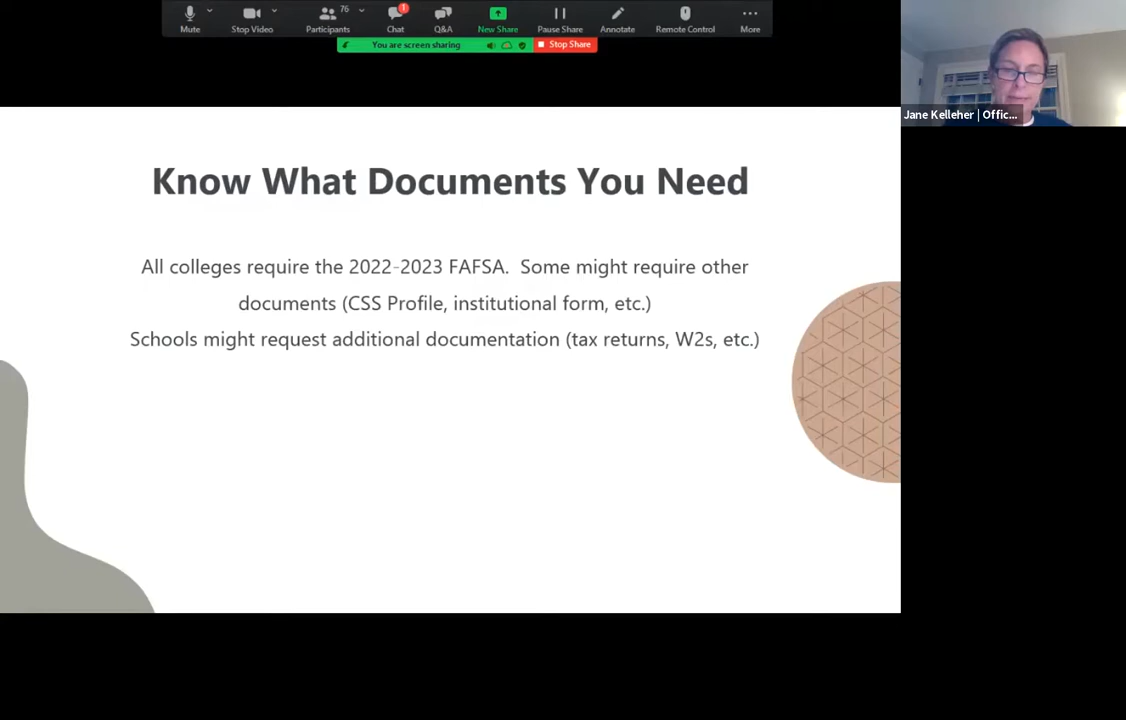 76
1
Mute
Stop Video
Participants
Chat
Q&A
New Share
Pause Share
Annotate
Remote Control
More
You are screen sharing
Stop Share
Jane Kelleher | Offic...
Know What Documents You Need
All colleges require the 2022-2023 FAFSA. Some might require other
documents (CSS Profile, institutional form, etc.)
Schools might request additional documentation (tax returns, W2s, etc.)